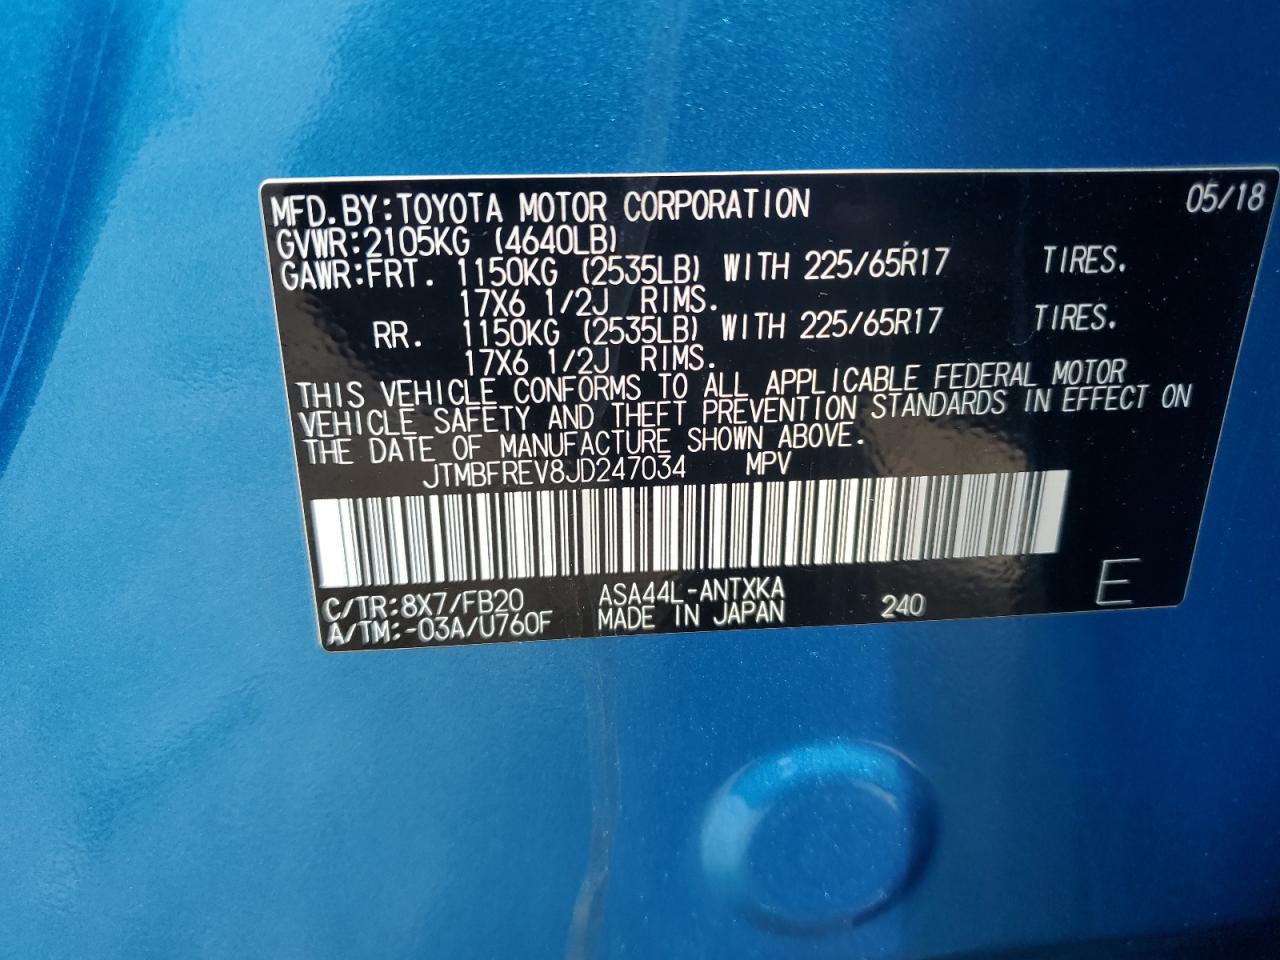 MFD.BY:TOYOTA MOTOR CORPORATION 05/18
GVWR:2105KG (4640LB)
GAWR:FRT. 1150KG (2535LB) WITH 225/65R17 TIRES.
17X6 1/2J RIMS.
RR. 1150KG (2535LB) WITH 225/65R17 TIRES.
17X6 1/2J RIMS.
THIS VEHICLE CONFORMS TO ALL APPLICABLE FEDERAL MOTOR
VEHICLE SAFETY AND THEFT PREVENTION STANDARDS IN EFFECT ON
THE DATE OF MANUFACTURE SHOWN ABOVE.
JTMBFREV8JD247034 MPV
C/TR:8X7/FB20 ASA44L-ANTXKA 240 E
A/TM:-03A/U760F MADE IN JAPAN